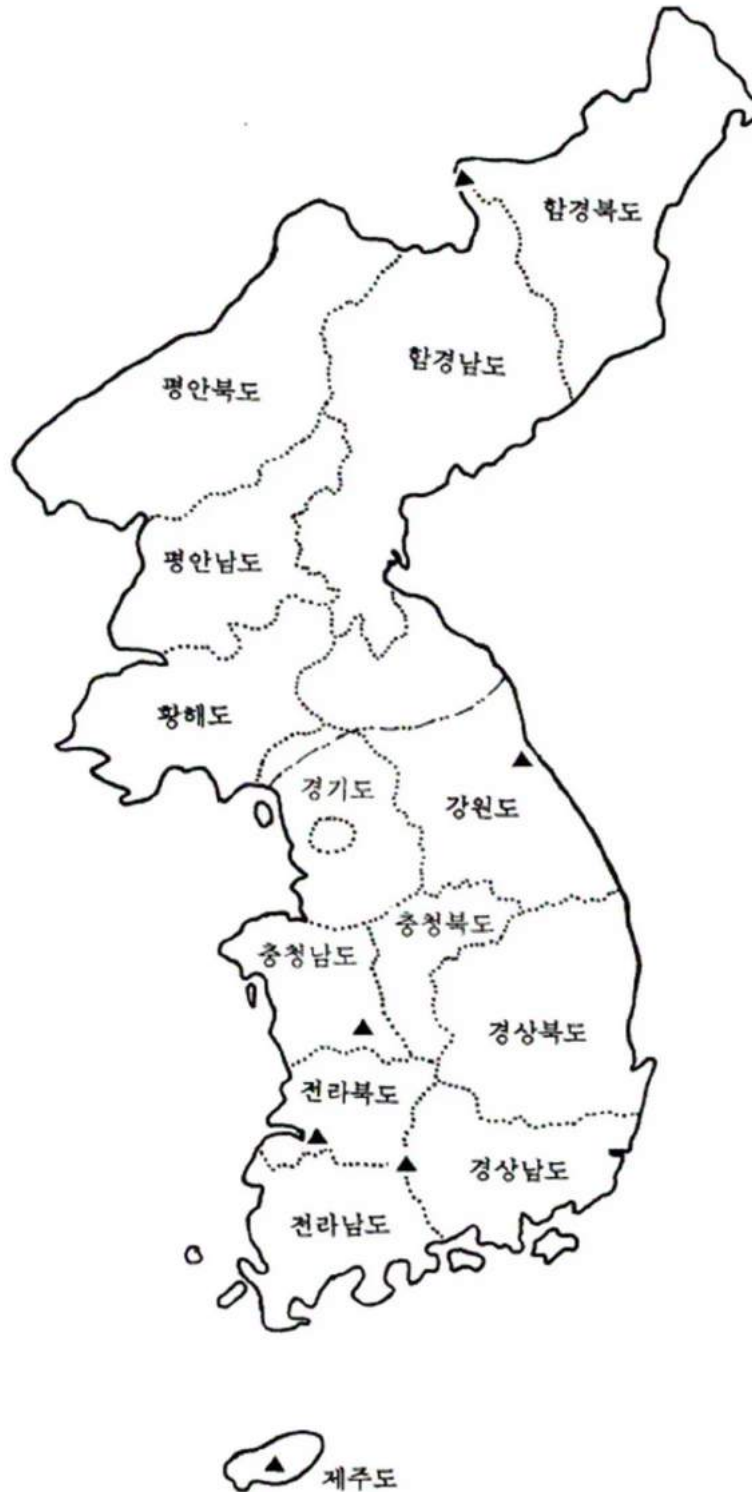 함경북도
함경남도
평안북도
평안남도
황해도
경기도
강원도
충청북도
충청남도
경상북도
전라북도
경상남도
전라남도
제주도